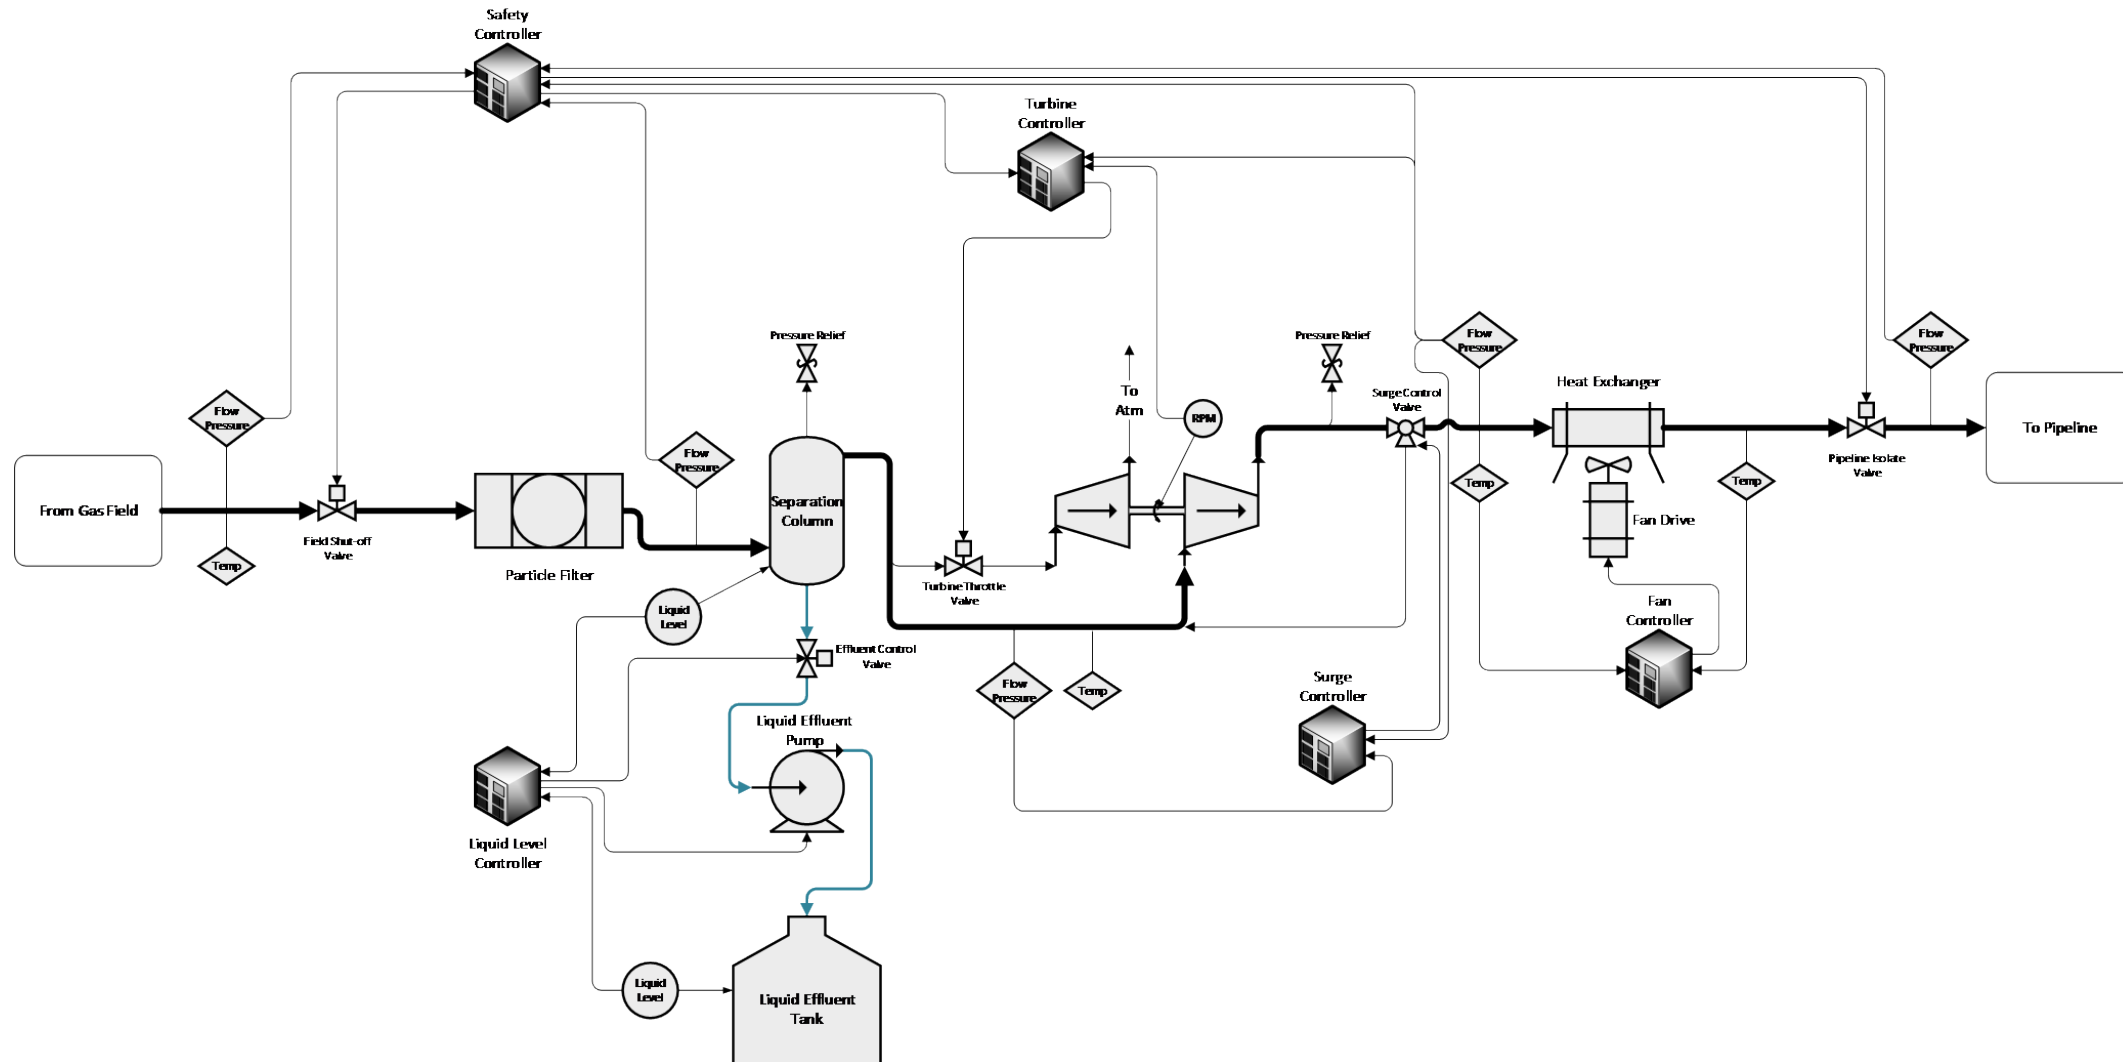 Safety
Controller
Turbine
Controller
Pressure Relief
Pressure Relief
Flow
Pressure
Flow
Pressure
Heat Exchanger
To
Atm
Surge Control
Valve
Flow
Pressure
RPM
To Pipeline
Flow
Pressure
Pipeline Isolate
Valve
Separation
Column
Temp
Temp
From Gas Field
Fan Drive
Field Shut-off
Valve
Temp
Particle Filter
Turbine Throttle
Valve
Liquid
Level
Fan
Controller
Effluent Control
Valve
Flow
Pressure
Temp
Surge
Controller
Liquid Effluent
Pump
Liquid Level
Controller
Liquid
Level
Liquid Effluent
Tank